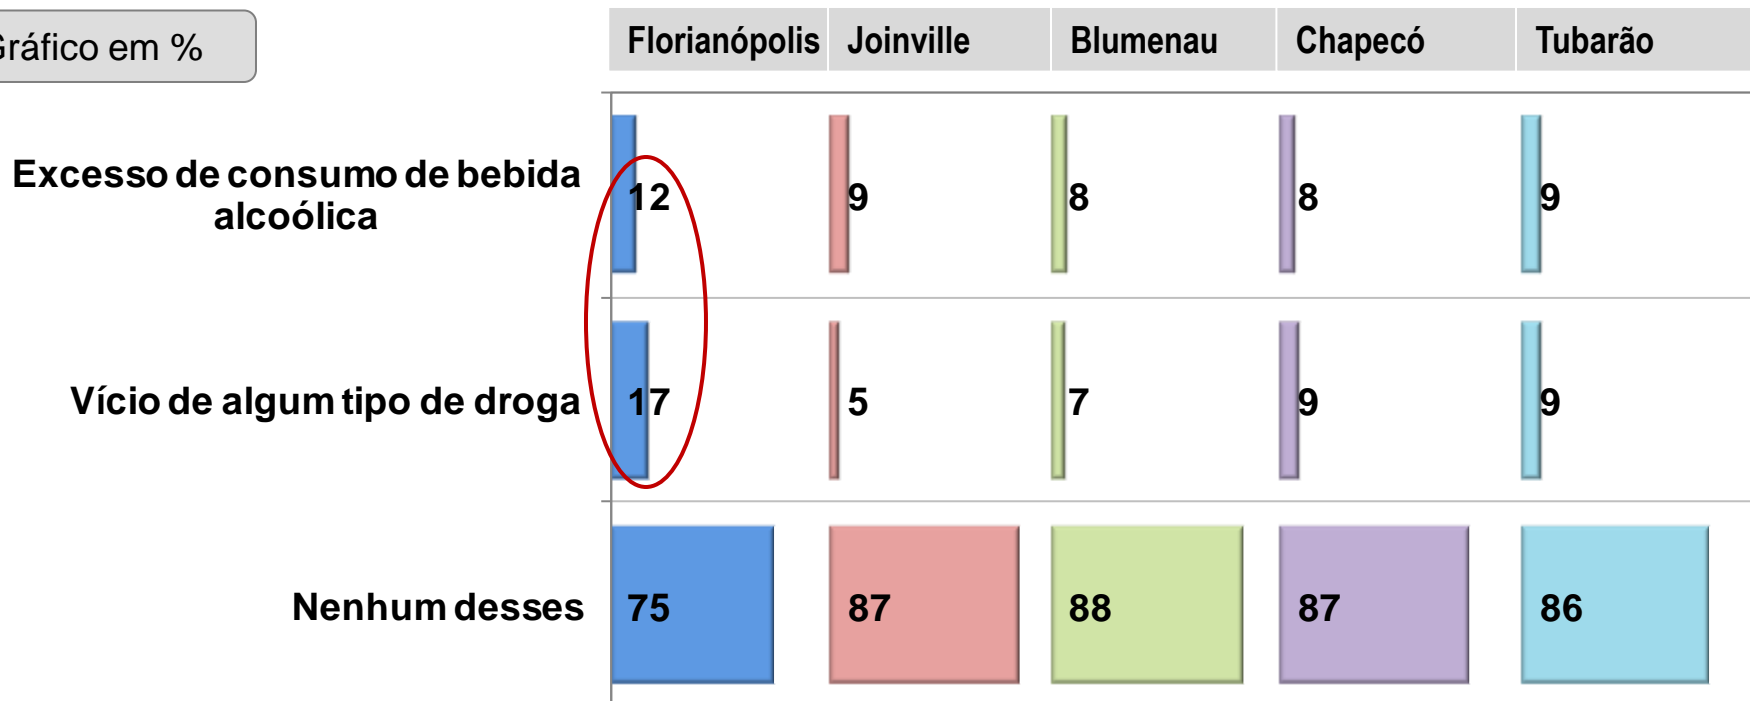 Gráfico em %
Florianópolis Joinville Blumenau Chapecó Tubarão
Excesso de consumo de bebida
alcoólica
12 9 8 8 9
Vício de algum tipo de droga
17 5 7 9 9
Nenhum desses
75 87 88 87 86